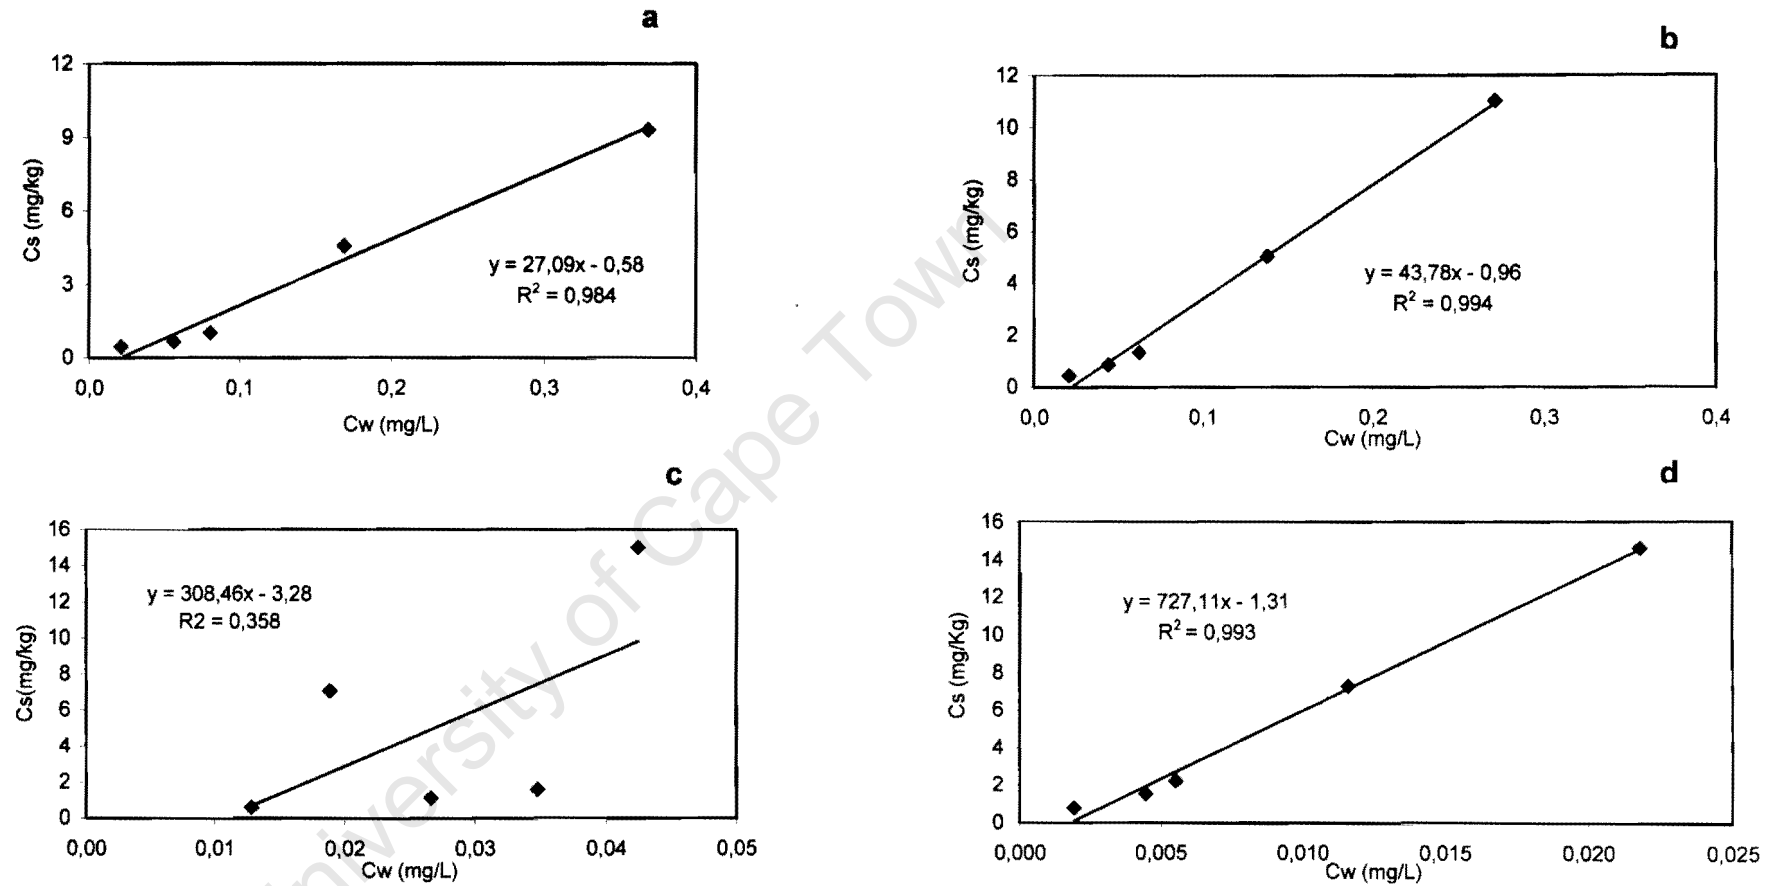 a
12
9
6
3
0
Cs (mg/kg)
y = 27,09x - 0,58
R² = 0,984
0,0 0,1 0,2 0,3 0,4
Cw (mg/L)
b
12
10
8
6
4
2
0
Cs (mg/kg)
y = 43,78x - 0,96
R² = 0,994
0,0 0,1 0,2 0,3 0,4
Cw (mg/L)
c
16
14
12
10
8
6
4
2
0
Cs(mg/kg)
y = 308,46x - 3,28
R2 = 0,358
0,00 0,01 0,02 0,03 0,04 0,05
Cw (mg/L)
d
16
14
12
10
8
6
4
2
0
Cs (mg/Kg)
y = 727,11x - 1,31
R² = 0,993
0,000 0,005 0,010 0,015 0,020 0,025
Cw (mg/L)
University of Cape Town